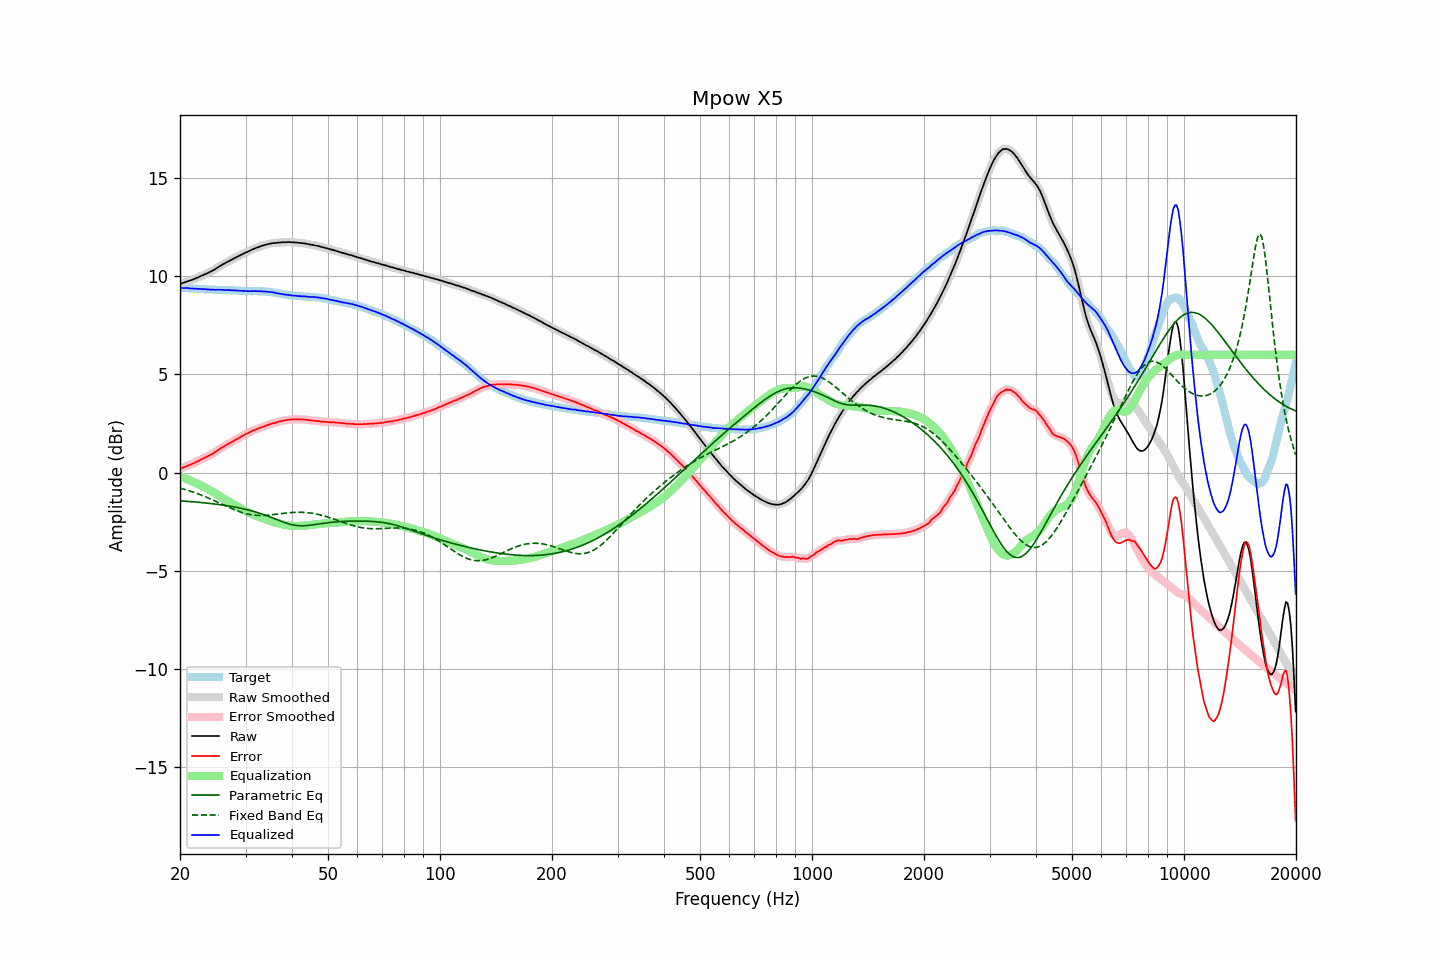 Mpow X5
Amplitude (dBr)
15
10
5
0
−5
−10
−15
Target
Raw Smoothed
Error Smoothed
Raw
Error
Equalization
Parametric Eq
Fixed Band Eq
Equalized
20 50 100 200 500 1000 2000 5000 10000 20000
Frequency (Hz)